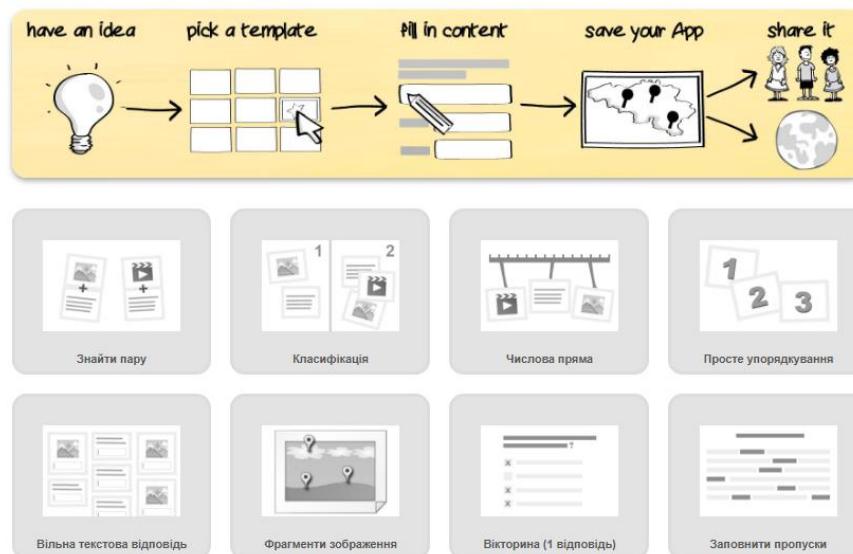 have an idea
pick a template
fill in content
save your App
share it
1
2
1
2
3
Знайти пару
Класифікація
Числова пряма
Просте упорядкування
?
Вільна текстова відповідь
Фрагменти зображення
Вікторина (1 відповідь)
Заповнити пропуски